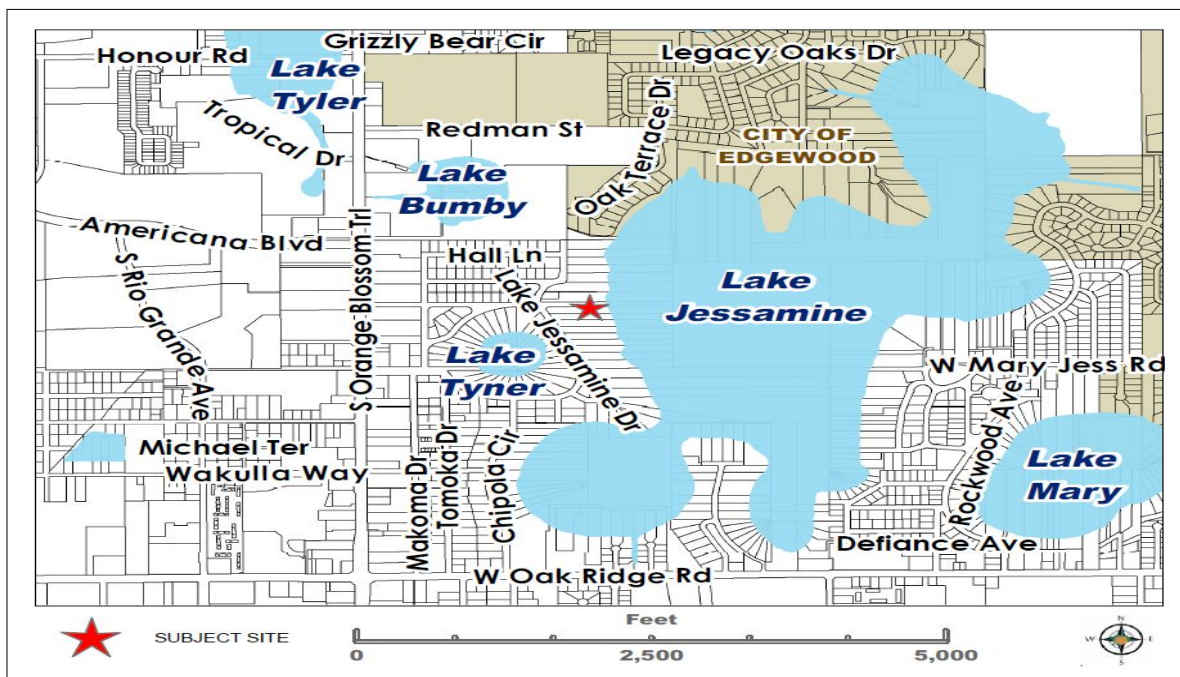 Honour Rd
Grizzly Bear Cir
Legacy Oaks Dr
Lake
Tyler
Tropical Dr
Redman St
Oak Terrace Dr
CITY OF
EDGEWOOD
Lake
Bumby
Americana Blvd
S Orange Blossom Trl
Hall Ln
S Rio Grande Ave
Lake Jessamine Dr
Lake
Jessamine
Lake
Tyner
W Mary Jess Rd
Michael Ter
Wakulla Way
Makoma Dr
Tomoka Dr
Chipola Cir
Rockwood Ave
Lake
Mary
Defiance Ave
W Oak Ridge Rd
SUBJECT SITE
Feet
0
2,500
5,000
N
W
E
S